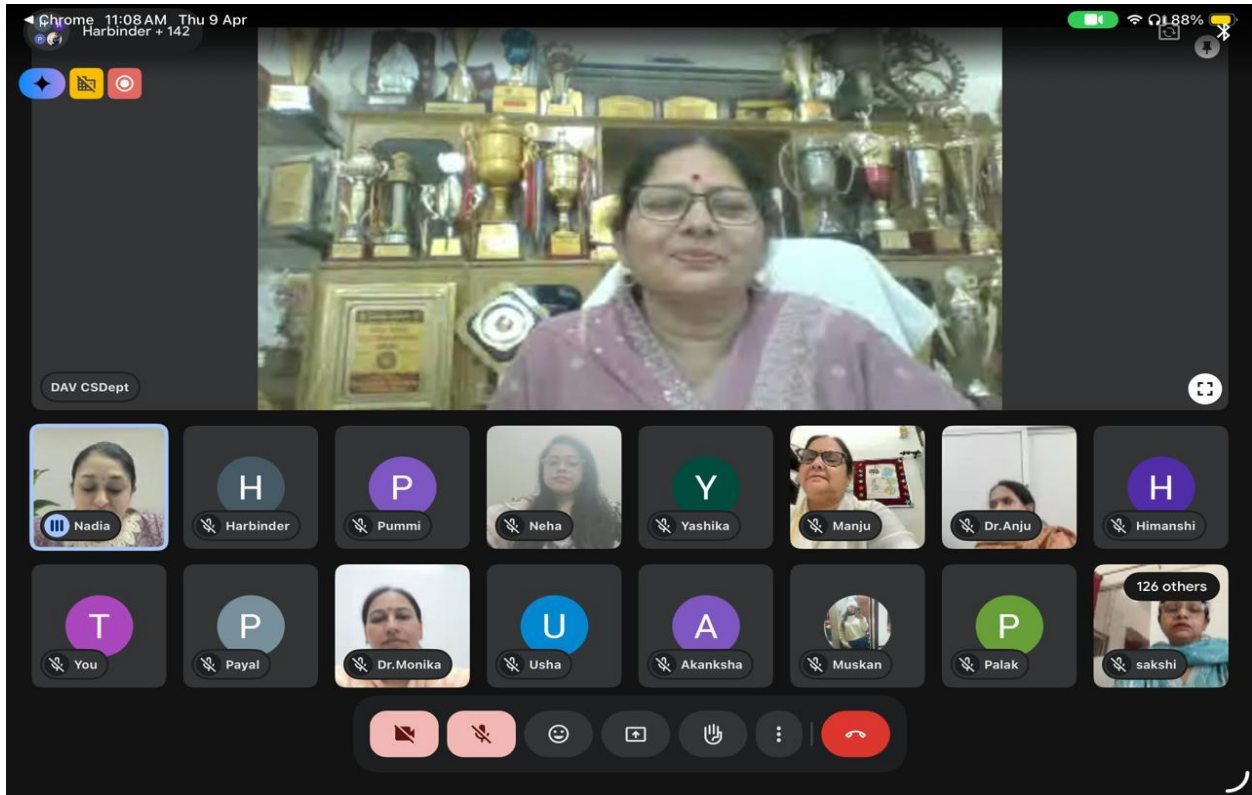 Chrome 11:08 AM Thu 9 Apr
88%
Harbinder + 142
DAV CSDept
Nadia
H
Harbinder
P
Pummi
Neha
Y
Yashika
Manju
Dr.Anju
H
Himanshi
T
You
P
Payal
Dr.Monika
U
Usha
A
Akanksha
Muskan
P
Palak
126 others
sakshi